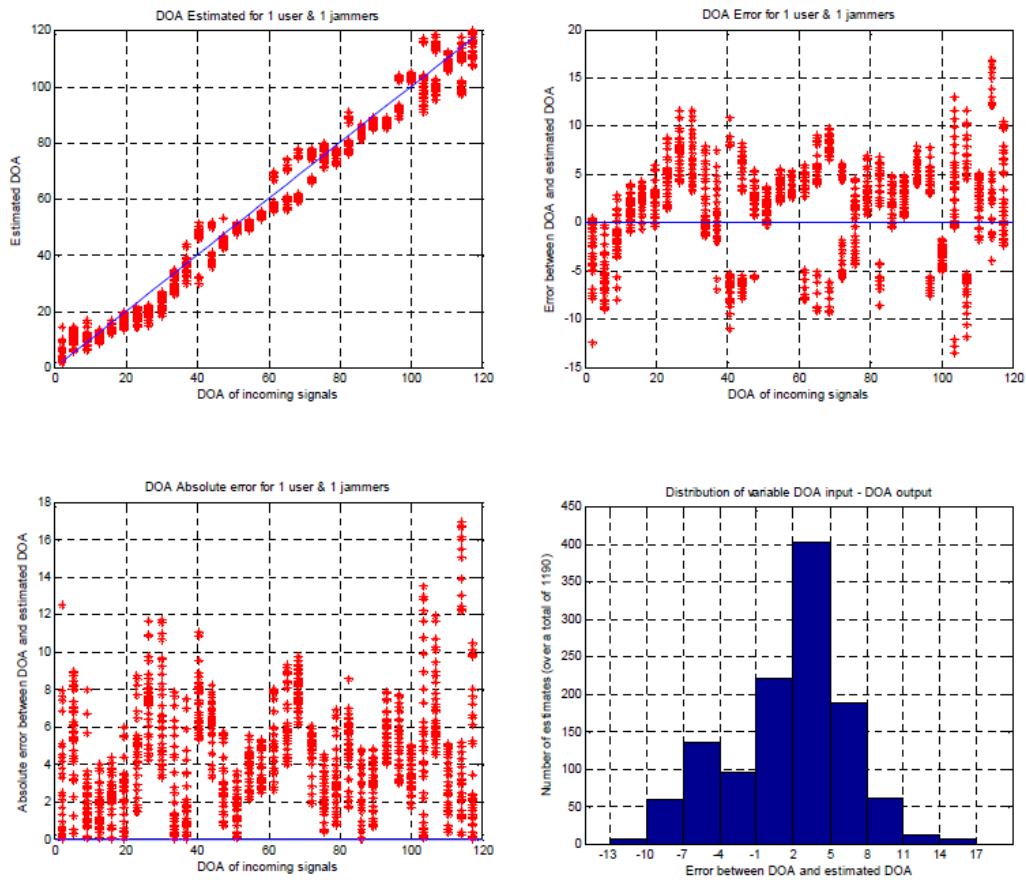 DOA Estimated for 1 user & 1 jammers
120
100
80
60
40
20
0
0 20 40 60 80 100 120
Estimated DOA
DOA of incoming signals
DOA Error for 1 user & 1 jammers
20
15
10
5
0
-5
-10
-15
0 20 40 60 80 100 120
Error between DOA and estimated DOA
DOA of incoming signals
DOA Absolute error for 1 user & 1 jammers
18
16
14
12
10
8
6
4
2
0
0 20 40 60 80 100 120
Absolute error between DOA and estimated DOA
DOA of incoming signals
Distribution of variable DOA input - DOA output
450
400
350
300
250
200
150
100
50
0
-13 -10 -7 -4 -1 2 5 8 11 14 17
Number of estimates (over a total of 1190)
Error between DOA and estimated DOA